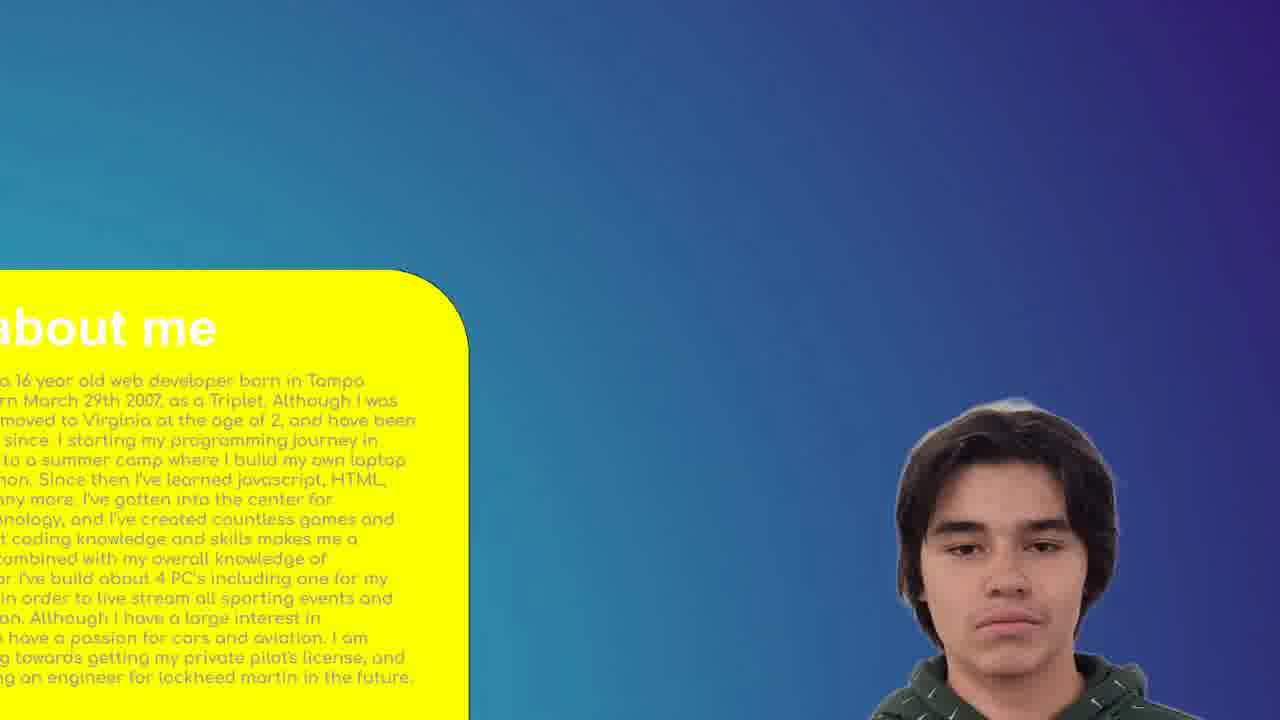 about me
a 16 year old web developer born in Tampa
rn March 29th 2007, as a Triplet. Although I was
moved to Virginia at the age of 2, and have been
since. I starting my programming journey in
to a summer camp where I build my own laptop
hon. Since then I've learned javascript, HTML,
any more. I've gotten into the center for
hnology, and I've created countless games and
t coding knowledge and skills makes me a
combined with my overall knowledge of
or I've build about 4 PC's including one for my
in order to live stream all sporting events and
on. Although I have a large interest in
have a passion for cars and aviation. I am
g towards getting my private pilot's license, and
ng an engineer for lockheed martin in the future.